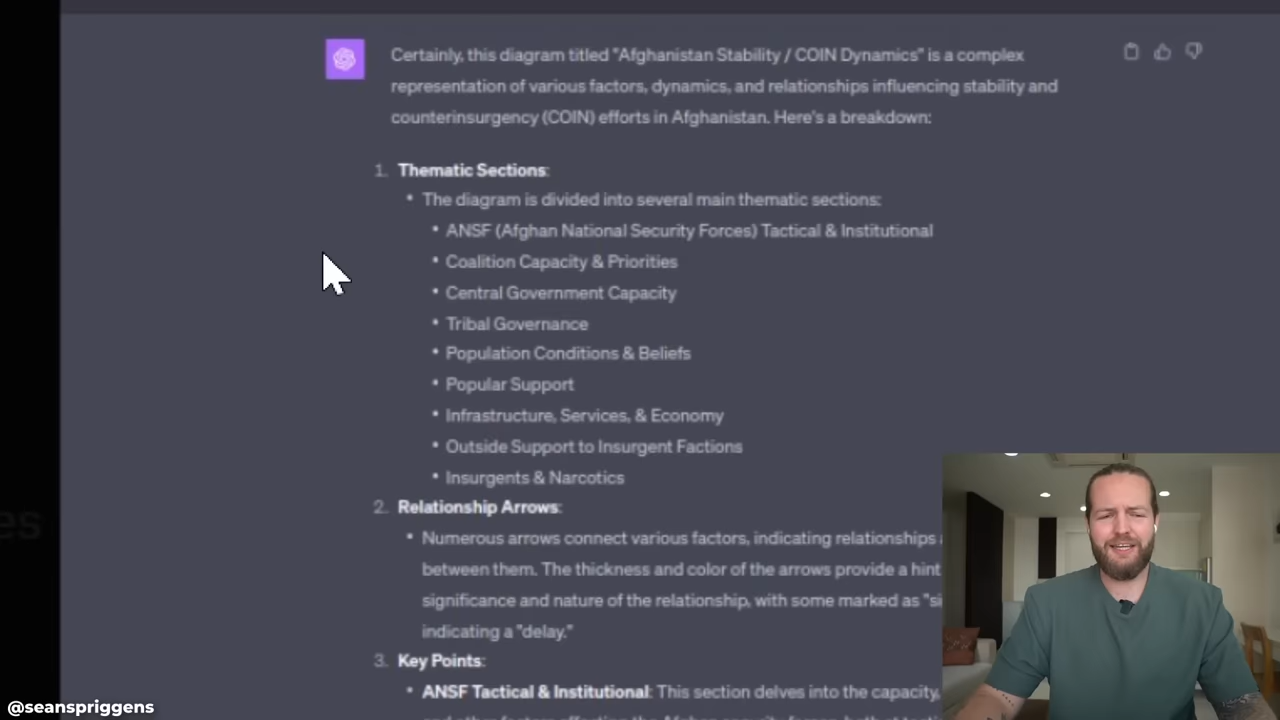 Certainly, this diagram titled "Afghanistan Stability / COIN Dynamics" is a complex
representation of various factors, dynamics, and relationships influencing stability and
counterinsurgency (COIN) efforts in Afghanistan. Here's a breakdown:
1. Thematic Sections:
• The diagram is divided into several main thematic sections:
• ANSF (Afghan National Security Forces) Tactical & Institutional
• Coalition Capacity & Priorities
• Central Government Capacity
• Tribal Governance
• Population Conditions & Beliefs
• Popular Support
• Infrastructure, Services, & Economy
• Outside Support to Insurgent Factions
• Insurgents & Narcotics
es
2. Relationship Arrows:
• Numerous arrows connect various factors, indicating relationships
between them. The thickness and color of the arrows provide a hint
significance and nature of the relationship, with some marked as
indicating a "delay."
3. Key Points:
• ANSF Tactical & Institutional: This section delves into the capacity,
@seanspriggens